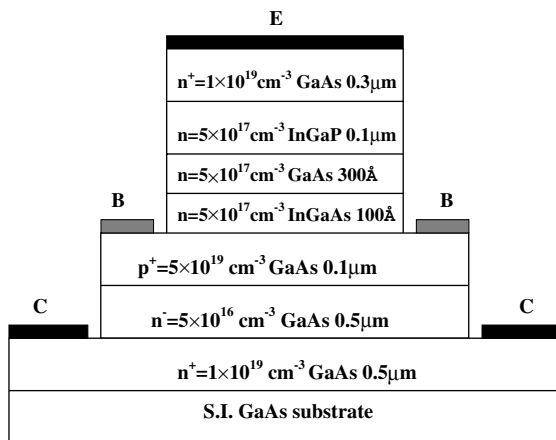 E
n⁺=1×10¹⁹cm⁻³ GaAs 0.3μm
n=5×10¹⁷cm⁻³ InGaP 0.1μm
n=5×10¹⁷cm⁻³ GaAs 300Å
B B
n=5×10¹⁷cm⁻³ InGaAs 100Å
p⁺=5×10¹⁹ cm⁻³ GaAs 0.1μm
C C
n⁻=5×10¹⁶ cm⁻³ GaAs 0.5μm
n⁺=1×10¹⁹ cm⁻³ GaAs 0.5μm
S.I. GaAs substrate